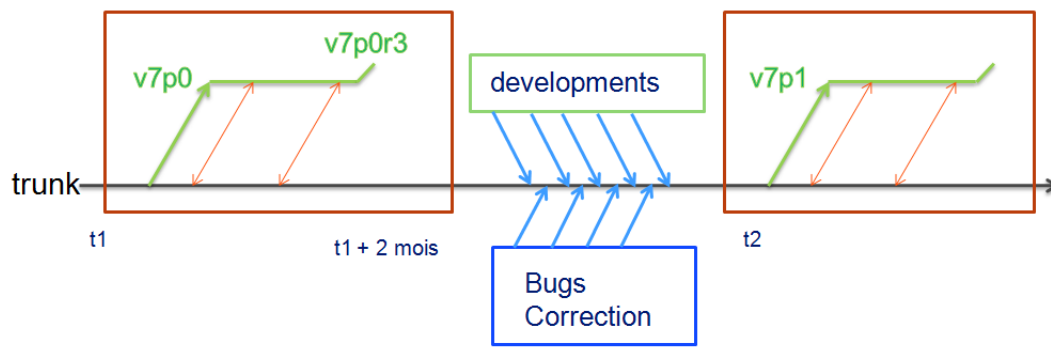 v7p0r3
v7p0
developments
v7p1
trunk
t1
t1 + 2 mois
t2
Bugs
Correction